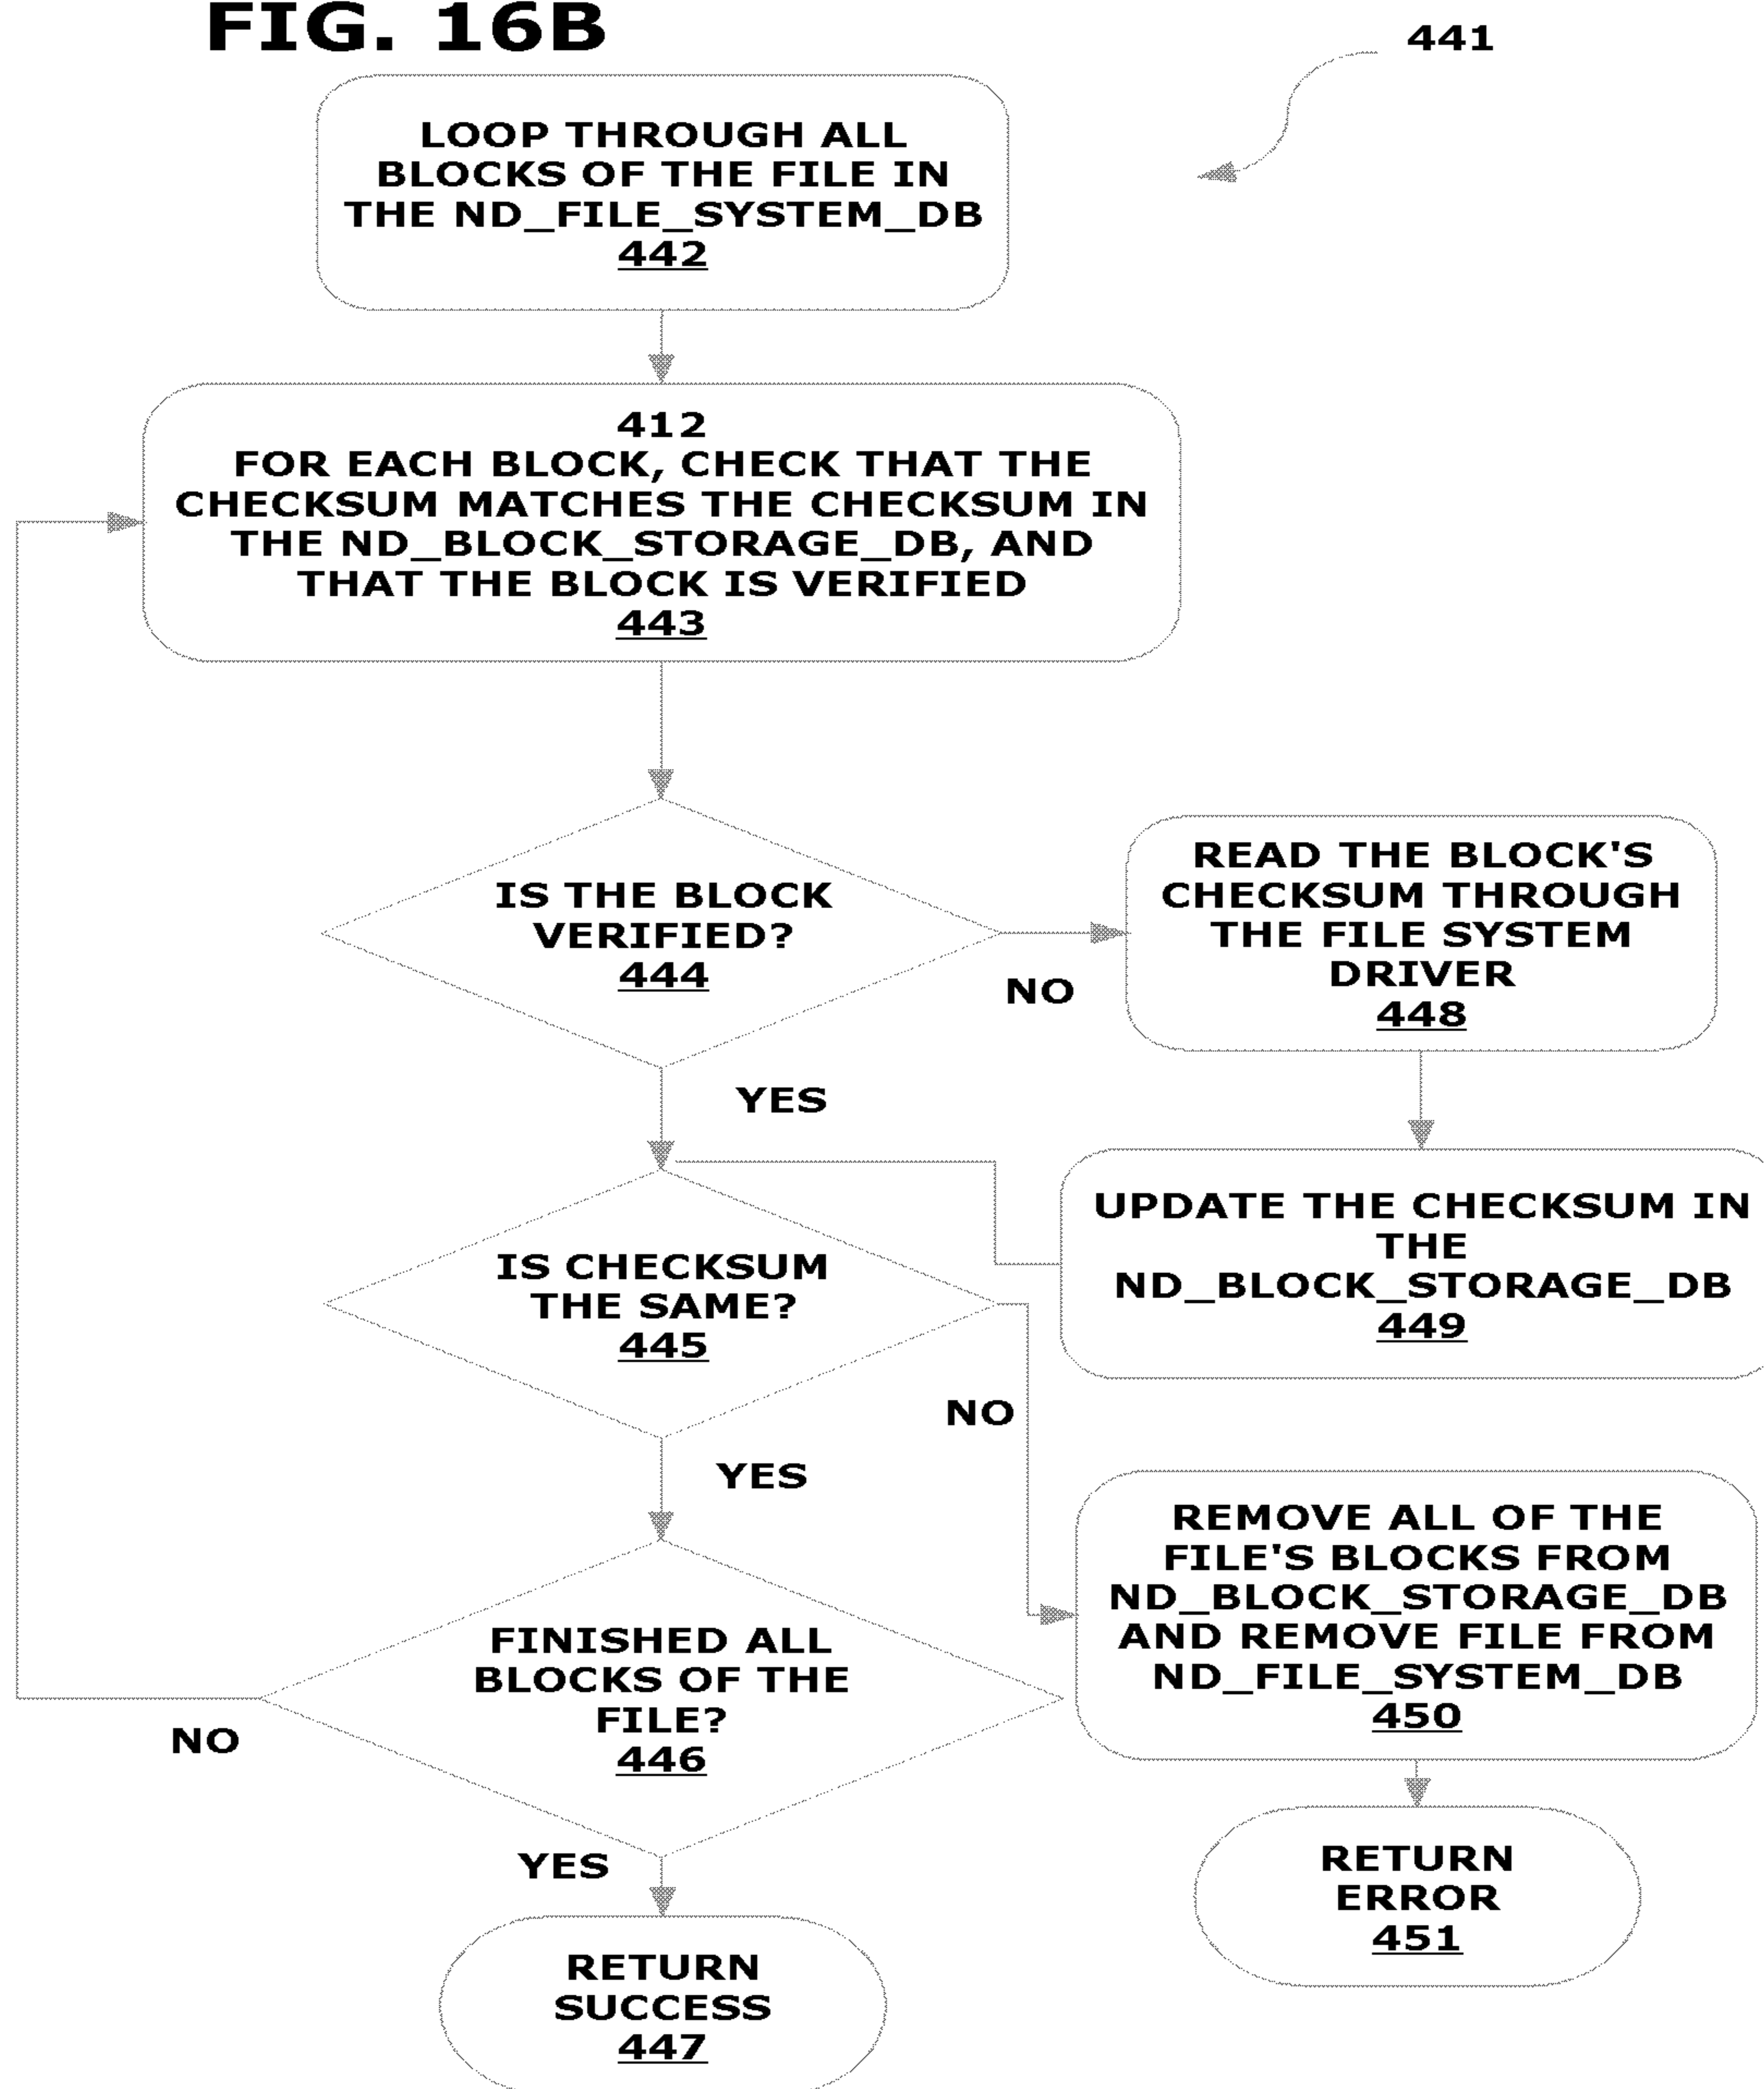 FIG. 16B
441
LOOP THROUGH ALL
BLOCKS OF THE FILE IN
THE ND_FILE_SYSTEM_DB
442
412
FOR EACH BLOCK, CHECK THAT THE
CHECKSUM MATCHES THE CHECKSUM IN
THE ND_BLOCK_STORAGE_DB, AND
THAT THE BLOCK IS VERIFIED
443
IS THE BLOCK
VERIFIED?
444
NO
YES
READ THE BLOCK'S
CHECKSUM THROUGH
THE FILE SYSTEM
DRIVER
448
UPDATE THE CHECKSUM IN
THE
ND_BLOCK_STORAGE_DB
449
IS CHECKSUM
THE SAME?
445
NO
YES
REMOVE ALL OF THE
FILE'S BLOCKS FROM
ND_BLOCK_STORAGE_DB
AND REMOVE FILE FROM
ND_FILE_SYSTEM_DB
450
FINISHED ALL
BLOCKS OF THE
FILE?
446
NO
YES
RETURN
ERROR
451
RETURN
SUCCESS
447